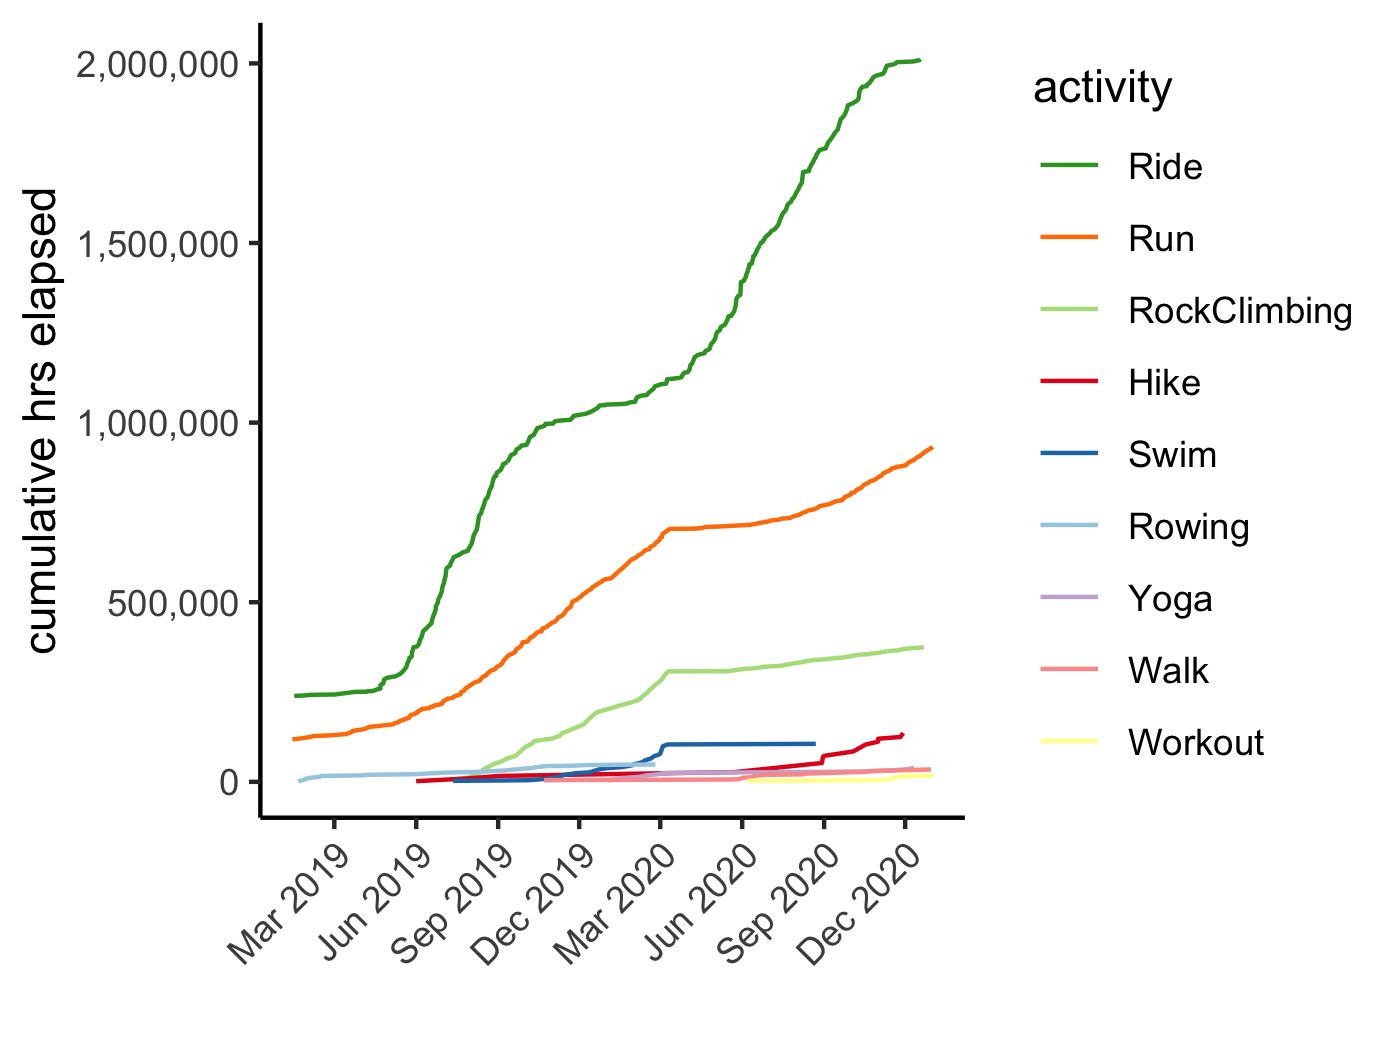 cumulative hrs elapsed
2,000,000
1,500,000
1,000,000
500,000
0
Mar 2019
Jun 2019
Sep 2019
Dec 2019
Mar 2020
Jun 2020
Sep 2020
Dec 2020
activity
Ride
Run
RockClimbing
Hike
Swim
Rowing
Yoga
Walk
Workout